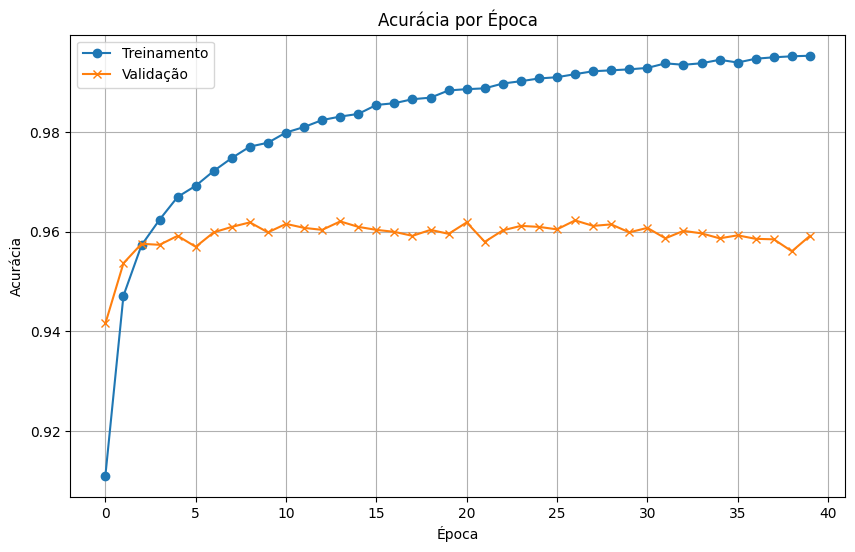 Acurácia por Época
Treinamento
Validação
0.98
0.96
0.94
0.92
Acurácia
0 5 10 15 20 25 30 35 40
Época